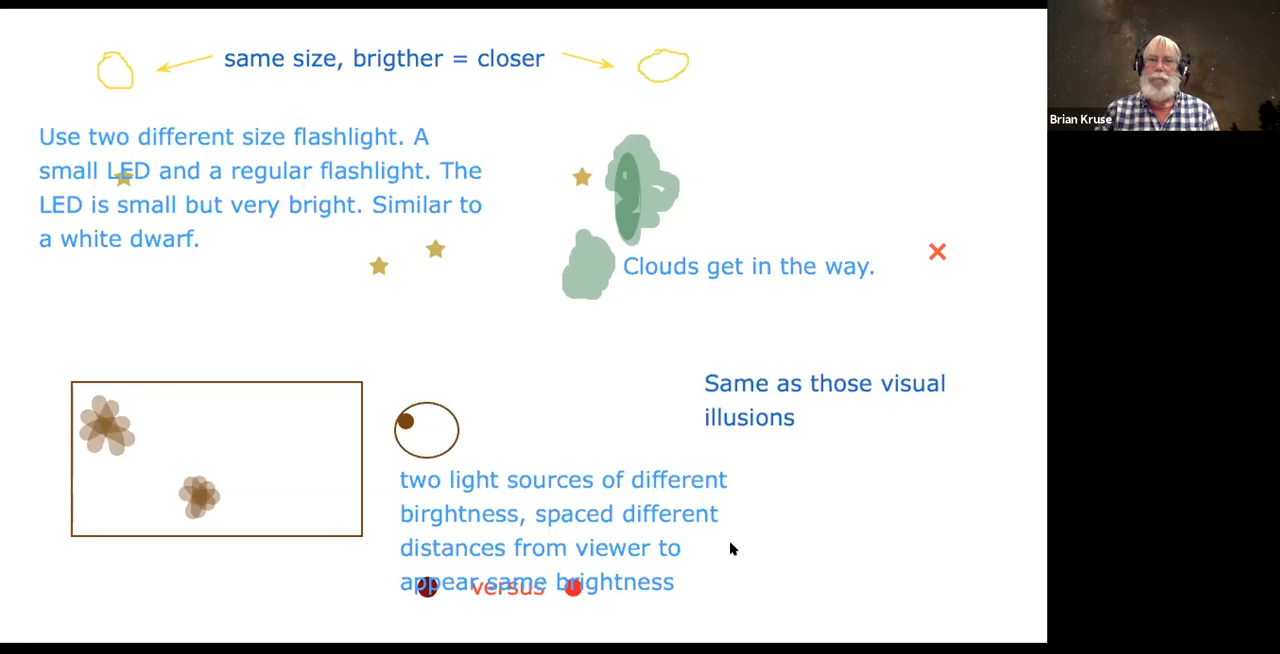 same size, brigther = closer
Brian Kruse
Use two different size flashlight. A
small LED and a regular flashlight. The
LED is small but very bright. Similar to
a white dwarf.
Clouds get in the way.
Same as those visual
illusions
two light sources of different
birghtness, spaced different
distances from viewer to
appear same brightness
versus